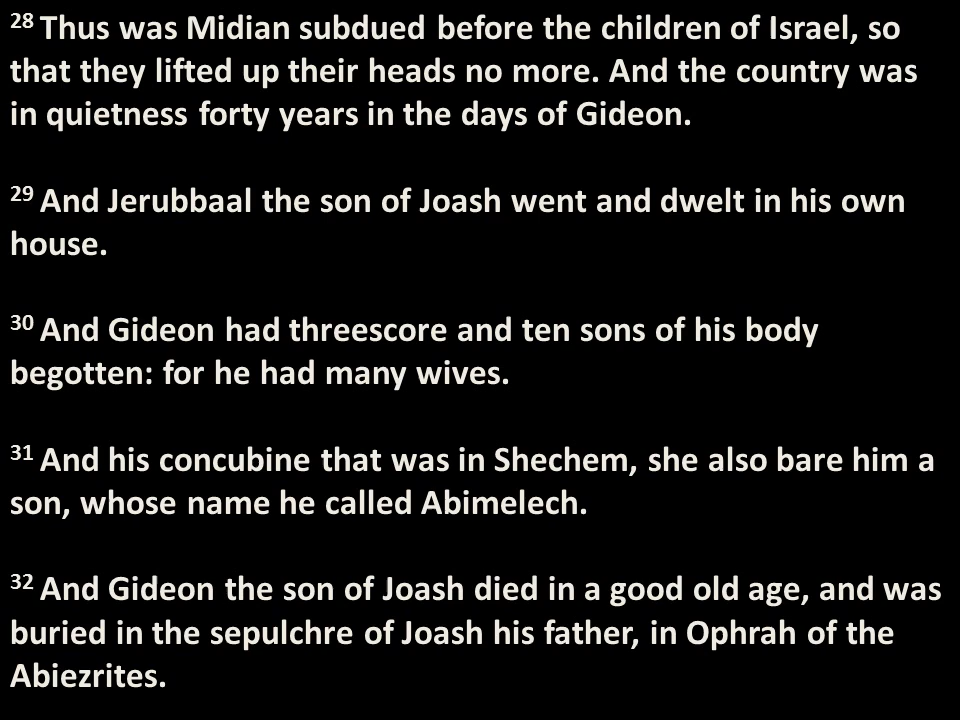 28 Thus was Midian subdued before the children of Israel, so
that they lifted up their heads no more. And the country was
in quietness forty years in the days of Gideon.
29 And Jerubbaal the son of Joash went and dwelt in his own
house.
30 And Gideon had threescore and ten sons of his body
begotten: for he had many wives.
31 And his concubine that was in Shechem, she also bare him a
son, whose name he called Abimelech.
32 And Gideon the son of Joash died in a good old age, and was
buried in the sepulchre of Joash his father, in Ophrah of the
Abiezrites.